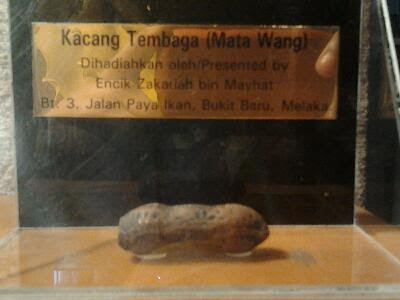 Kacang Tembaga (Mata Wang)
Dihadiahkan oleh/Presented by
Encik Zakariah bin Mayhat
Bt. 3, Jalan Paya Ikan, Bukit Baru, Melaka.